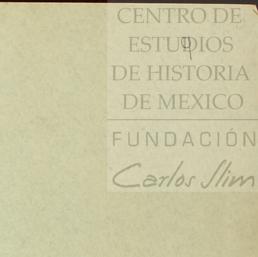 CENTRO DE
ESTUDIOS
DE HISTORIA
DE MEXICO
FUNDACIÓN
Carlos Slim